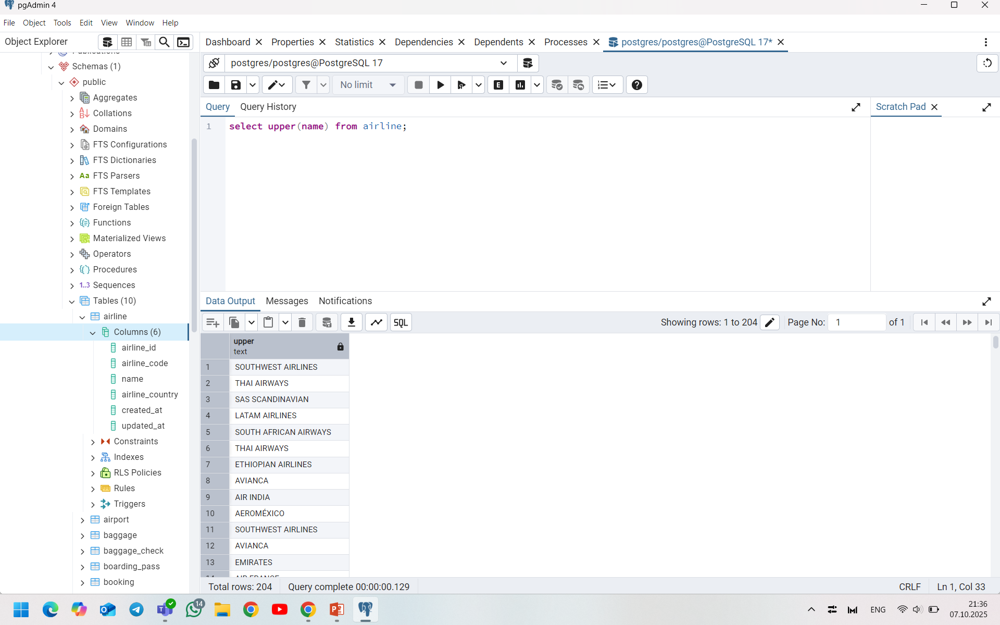 pgAdmin 4
File Object Tools Edit View Window Help
Object Explorer
Dashboard Properties Statistics Dependencies Dependents Processes postgres/postgres@PostgreSQL 17*
postgres/postgres@PostgreSQL 17
No limit
E
Query Query History
Scratch Pad
1 select upper(name) from airline;
Publications
Schemas (1)
public
Aggregates
Collations
Domains
FTS Configurations
FTS Dictionaries
Aa FTS Parsers
FTS Templates
Foreign Tables
Functions
Materialized Views
Operators
Procedures
1..3 Sequences
Tables (10)
airline
Columns (6)
airline_id
airline_code
name
airline_country
created_at
updated_at
Constraints
Indexes
RLS Policies
Rules
Triggers
airport
baggage
baggage_check
boarding_pass
booking
Data Output Messages Notifications
SQL Showing rows: 1 to 204 Page No: 1 of 1
upper
text
1 SOUTHWEST AIRLINES
2 THAI AIRWAYS
3 SAS SCANDINAVIAN
4 LATAM AIRLINES
5 SOUTH AFRICAN AIRWAYS
6 THAI AIRWAYS
7 ETHIOPIAN AIRLINES
8 AVIANCA
9 AIR INDIA
10 AEROMÉXICO
11 SOUTHWEST AIRLINES
12 AVIANCA
13 EMIRATES
14 AIR FRANCE
Total rows: 204 Query complete 00:00:00.129 CRLF Ln 1, Col 33
14
ENG
21:36
07.10.2025